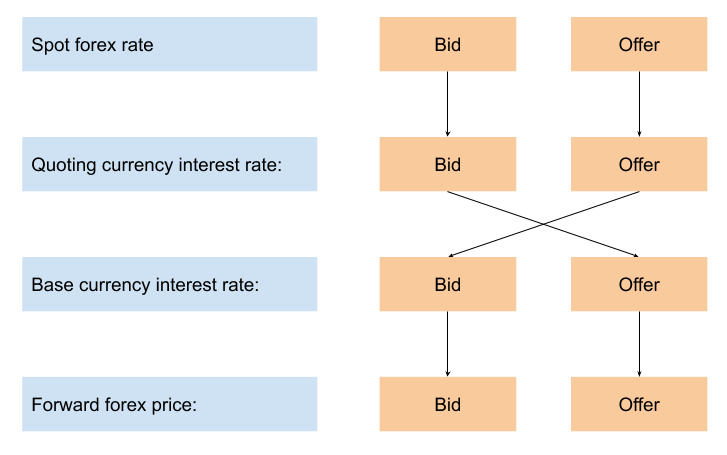 Spot forex rate Bid Offer
Quoting currency interest rate: Bid Offer
Base currency interest rate: Bid Offer
Forward forex price: Bid Offer